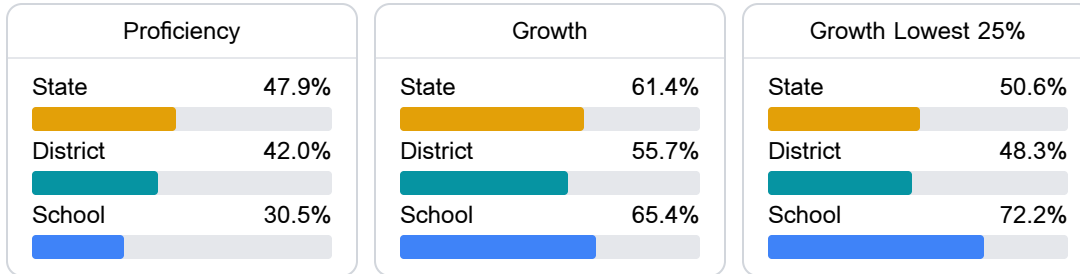 Proficiency
State 47.9%
District 42.0%
School 30.5%
Growth
State 61.4%
District 55.7%
School 65.4%
Growth Lowest 25%
State 50.6%
District 48.3%
School 72.2%